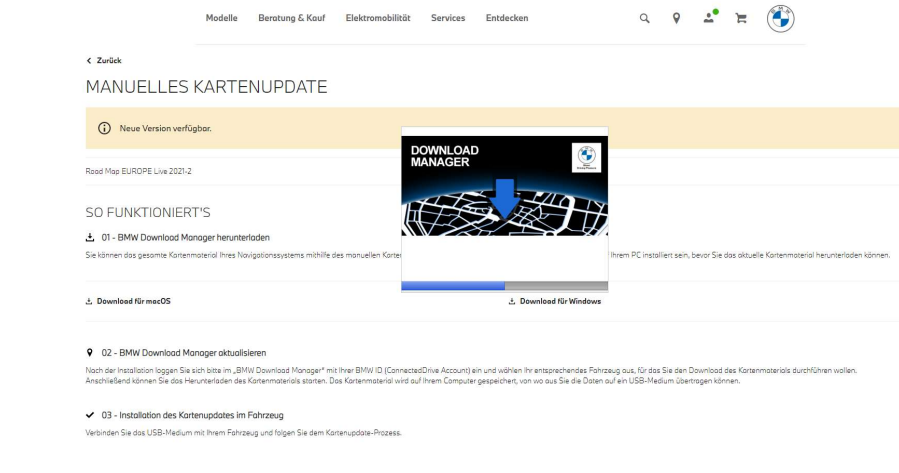 Modelle Beratung & Kauf Elektromobilität Services Entdecken
BMW
Zurück
MANUELLES KARTENUPDATE
Neue Version verfügbar.
DOWNLOAD
MANAGER
Road Map EUROPE Live 2021-2
SO FUNKTIONIERT'S
01 - BMW Download Manager herunterladen
Sie können das gesamte Kartenmaterial Ihres Navigationssystems mithilfe des manuellen Karte
Ihrem PC installiert sein, bevor Sie das aktuelle Kartenmaterial herunterladen können.
Download für macOS
Download für Windows
02 - BMW Download Manager aktualisieren
Nach der Installation loggen Sie sich bitte im „BMW Download Manager" mit Ihrer BMW ID (ConnectedDrive Account) ein und wählen Ihr entsprechendes Fahrzeug aus, für das Sie den Download des Kartenmaterials durchführen wollen.
Anschließend können Sie das Herunterladen des Kartenmaterials starten. Das Kartenmaterial wird auf Ihrem Computer gespeichert, von wo aus Sie die Daten auf ein USB-Medium übertragen können.
03 - Installation des Kartenupdates im Fahrzeug
Verbinden Sie das USB-Medium mit Ihrem Fahrzeug und folgen Sie dem Kartenupdate-Prozess.